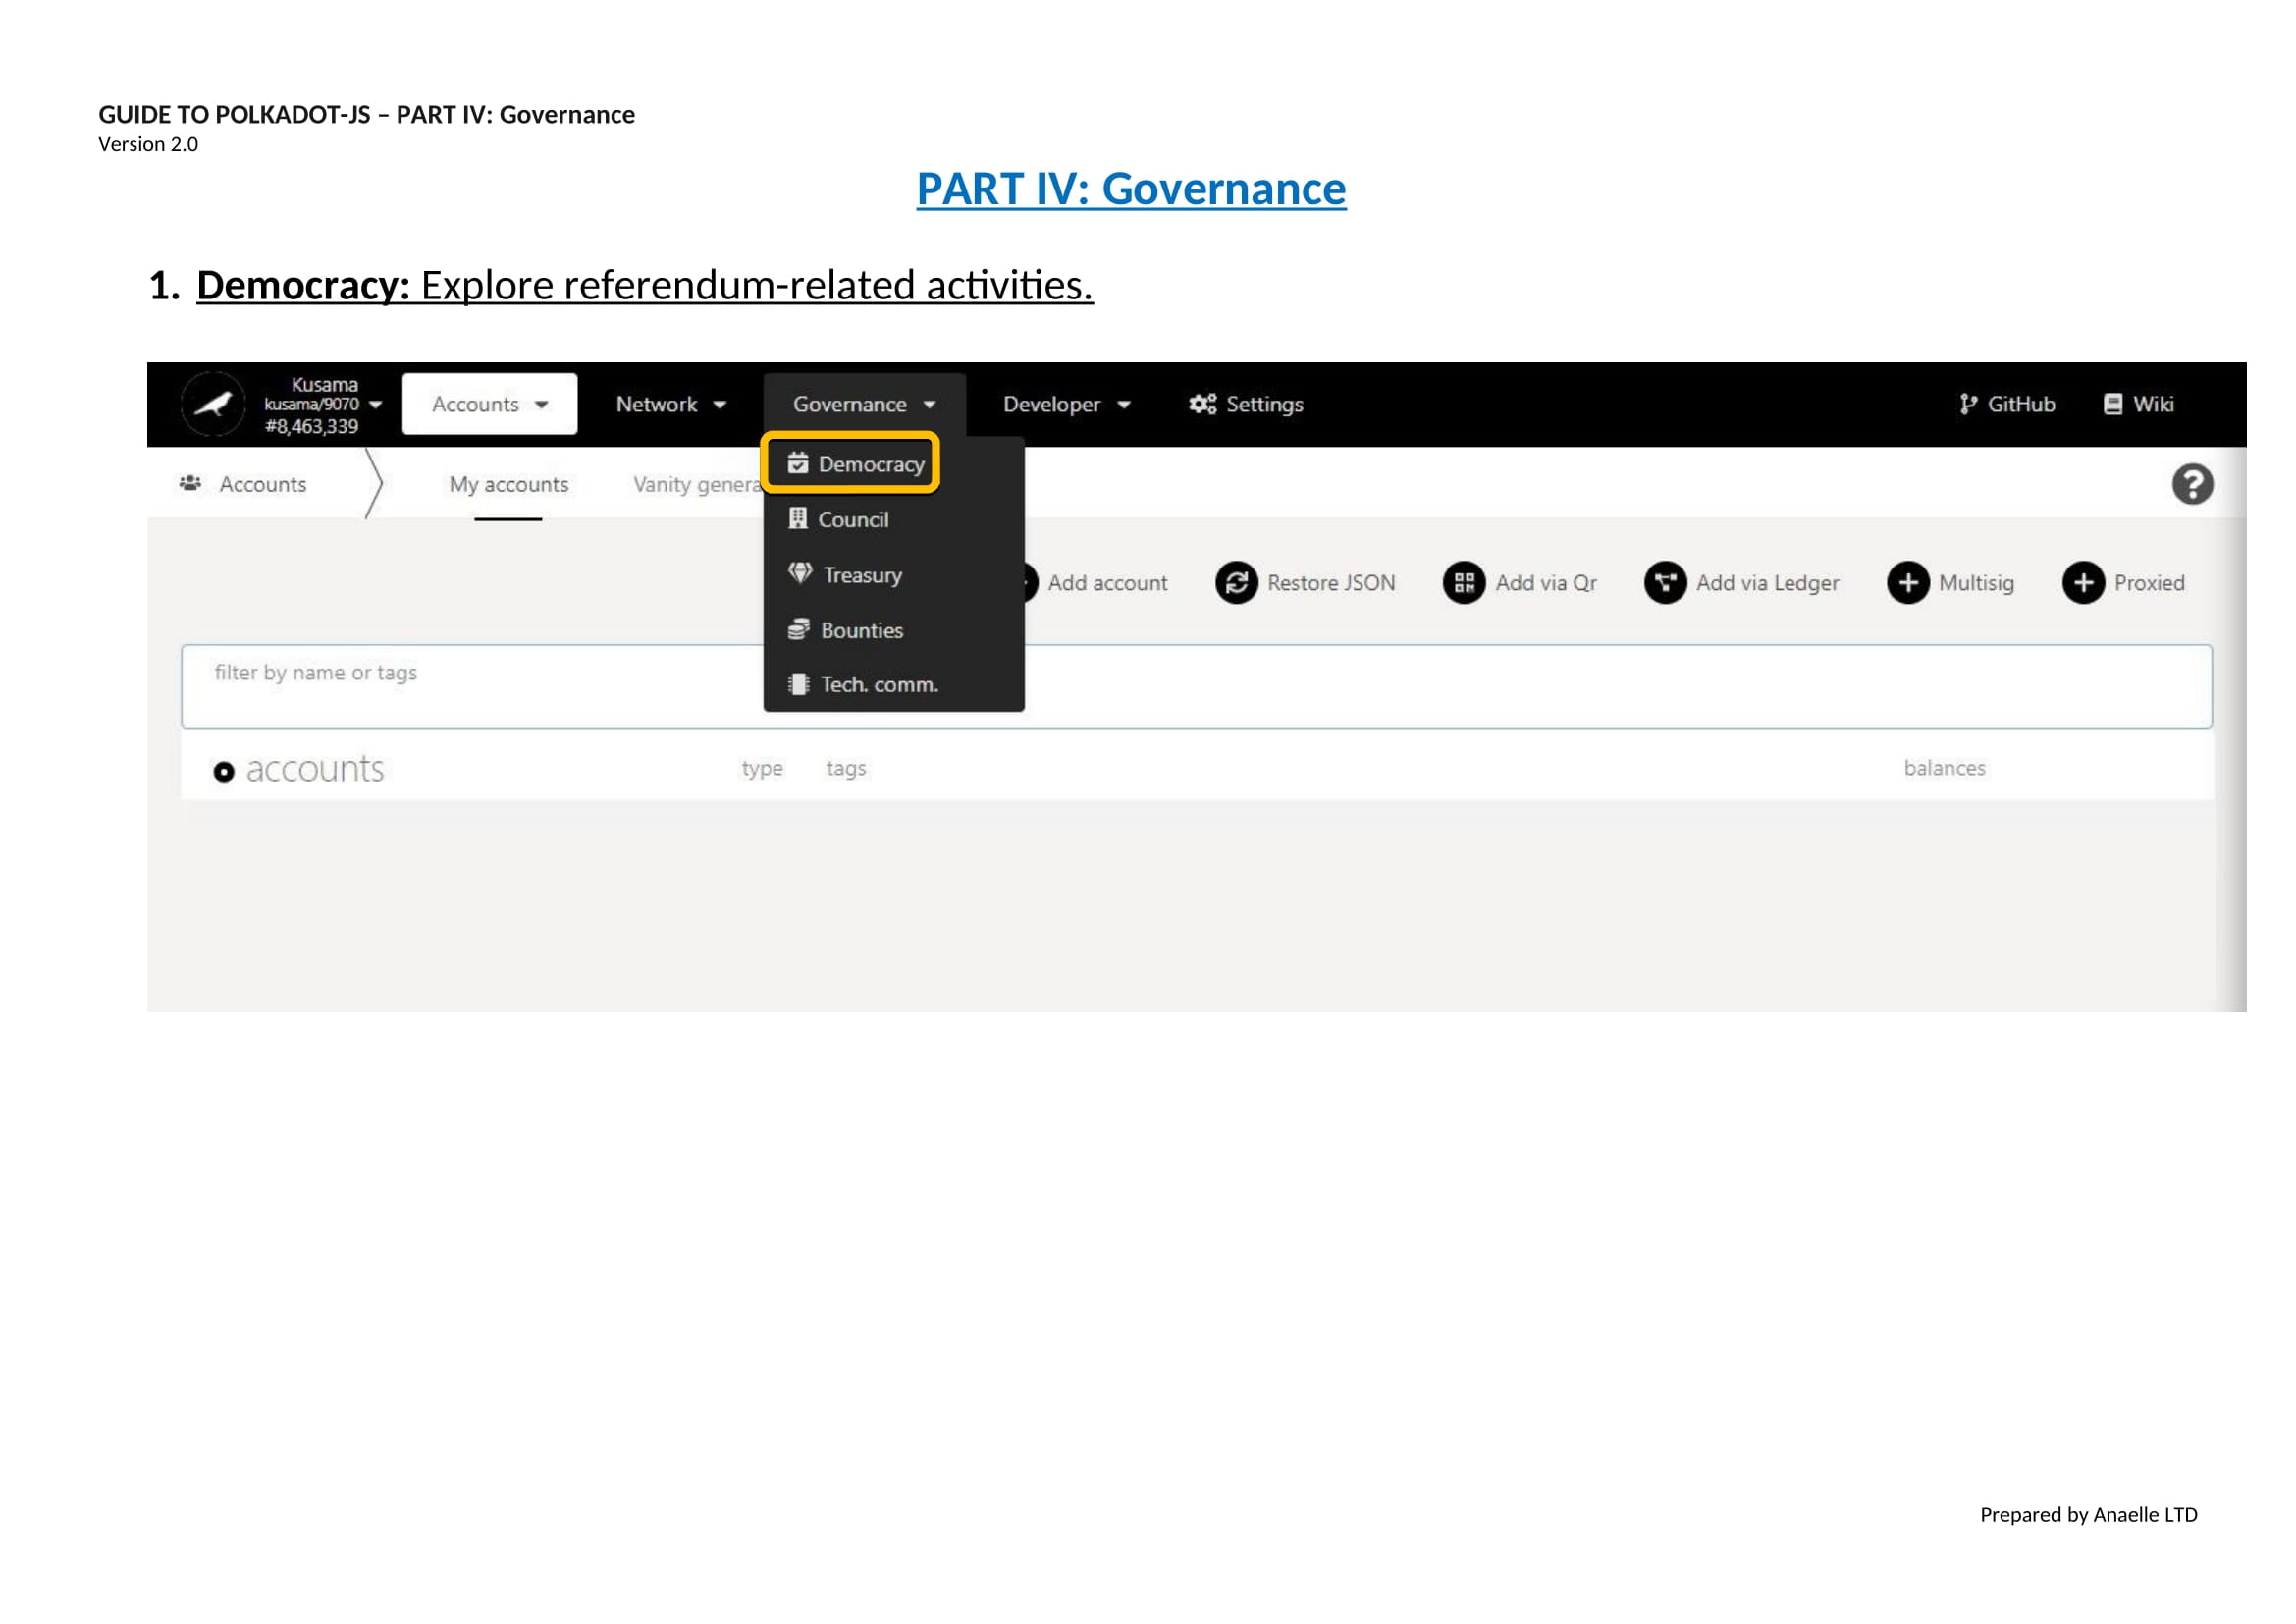 GUIDE TO POLKADOT-JS – PART IV: Governance
Version 2.0
PART IV: Governance
1. Democracy: Explore referendum-related activities.
Kusama
kusama/9070
#8,463,339
Accounts
Network
Governance
Developer
Settings
GitHub
Wiki
Democracy
Accounts
My accounts
Vanity genera
Council
Treasury
Add account
Restore JSON
Add via Qr
Add via Ledger
Multisig
Proxied
Bounties
filter by name or tags
Tech. comm.
accounts
type
tags
balances
Prepared by Anaelle LTD